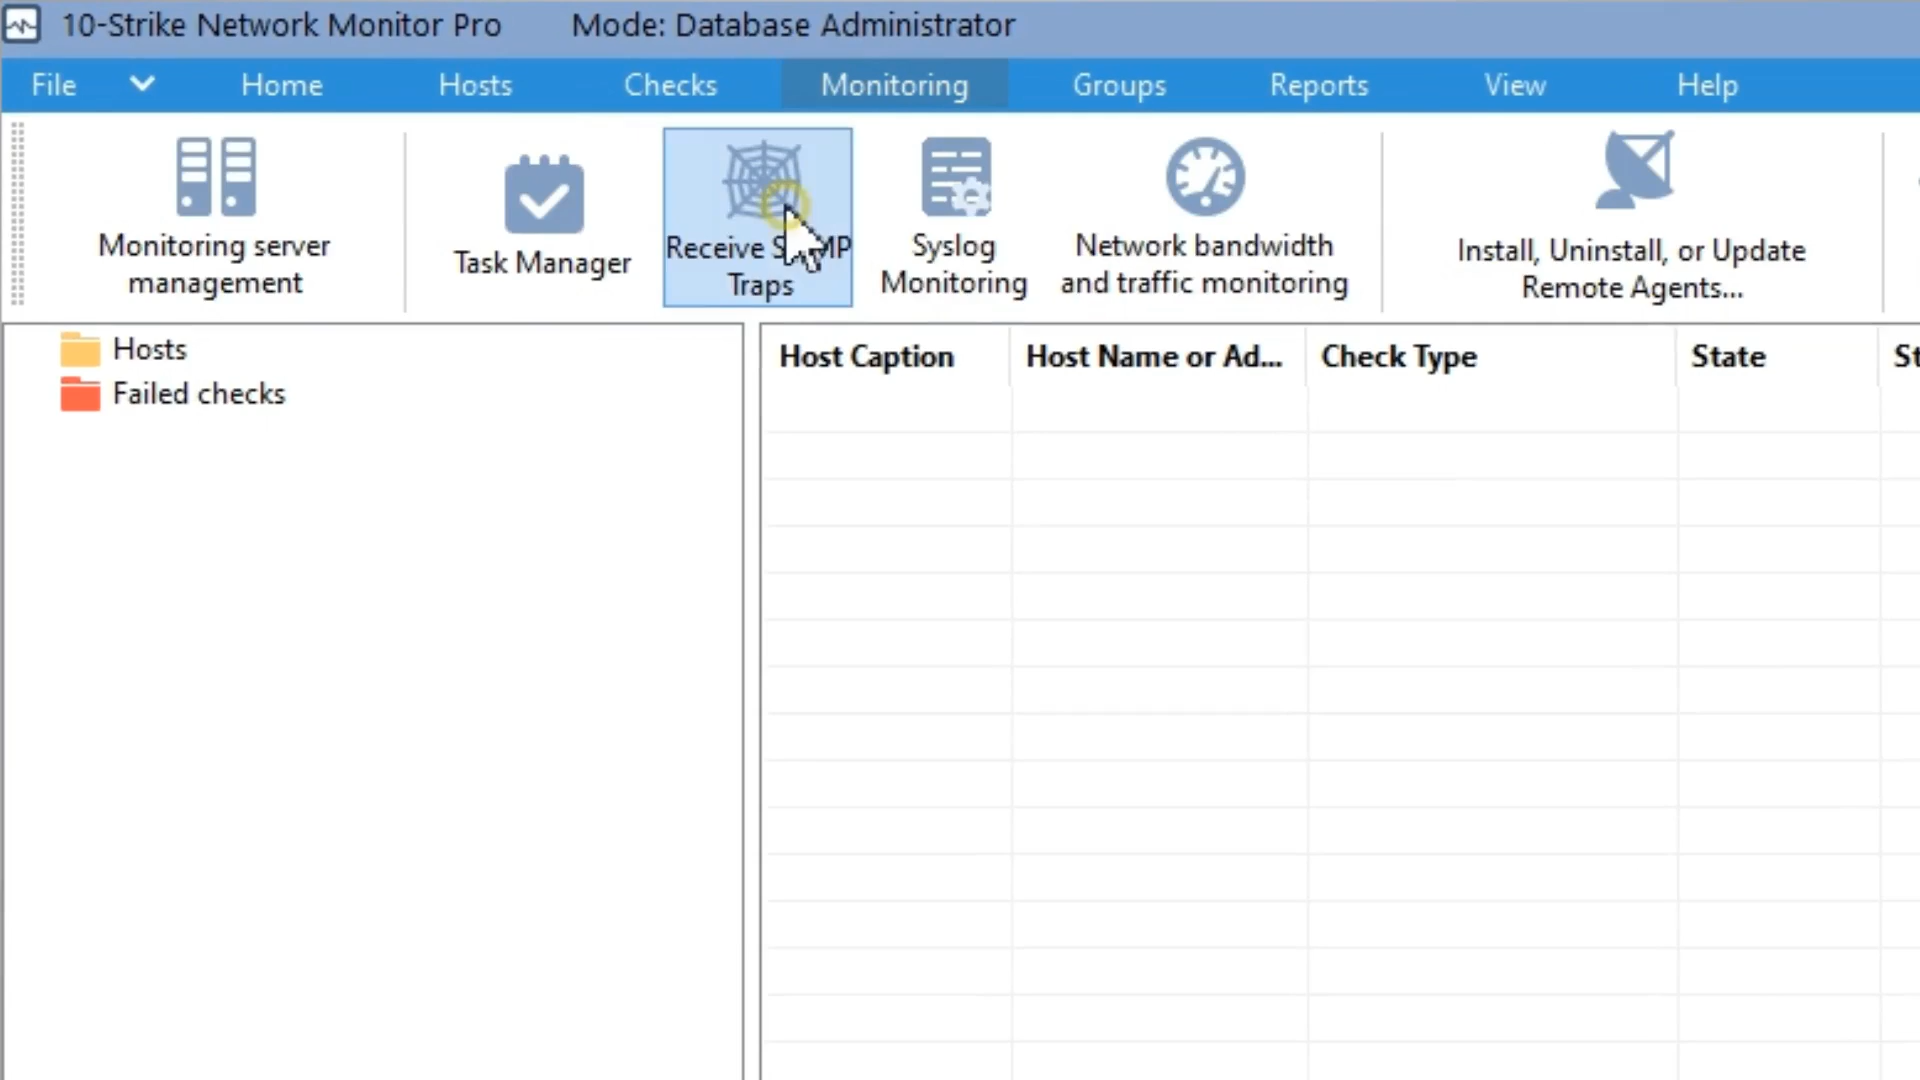 10-Strike Network Monitor Pro Mode: Database Administrator
File Home Hosts Checks Monitoring Groups Reports View Help
Monitoring server
management
Task Manager
Receive
Traps
Syslog
Monitoring
Network bandwidth
and traffic monitoring
Install, Uninstall, or Update
Remote Agents...
Hosts
Failed checks
Host Caption Host Name or Ad... Check Type State